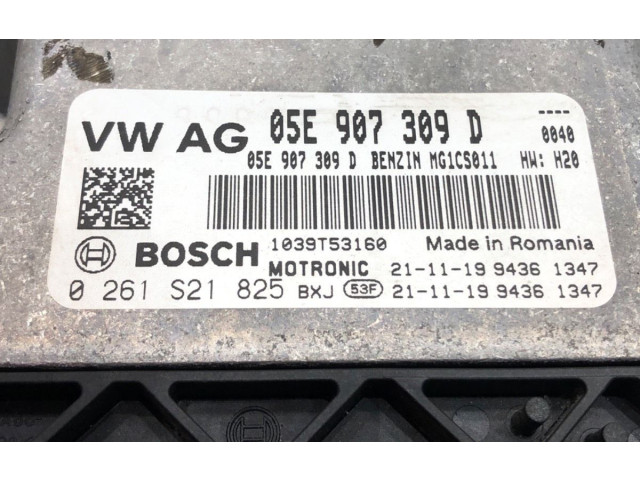 ----
VW AG 05E 907 309 D 0040
05E 907 309 D BENZIN MG1CS011 HW: H20
BOSCH 1039T53160 Made in Romania
MOTRONIC 21-11-19 9436 1347
0 261 S21 825 BXJ 53F 21-11-19 9436 1347